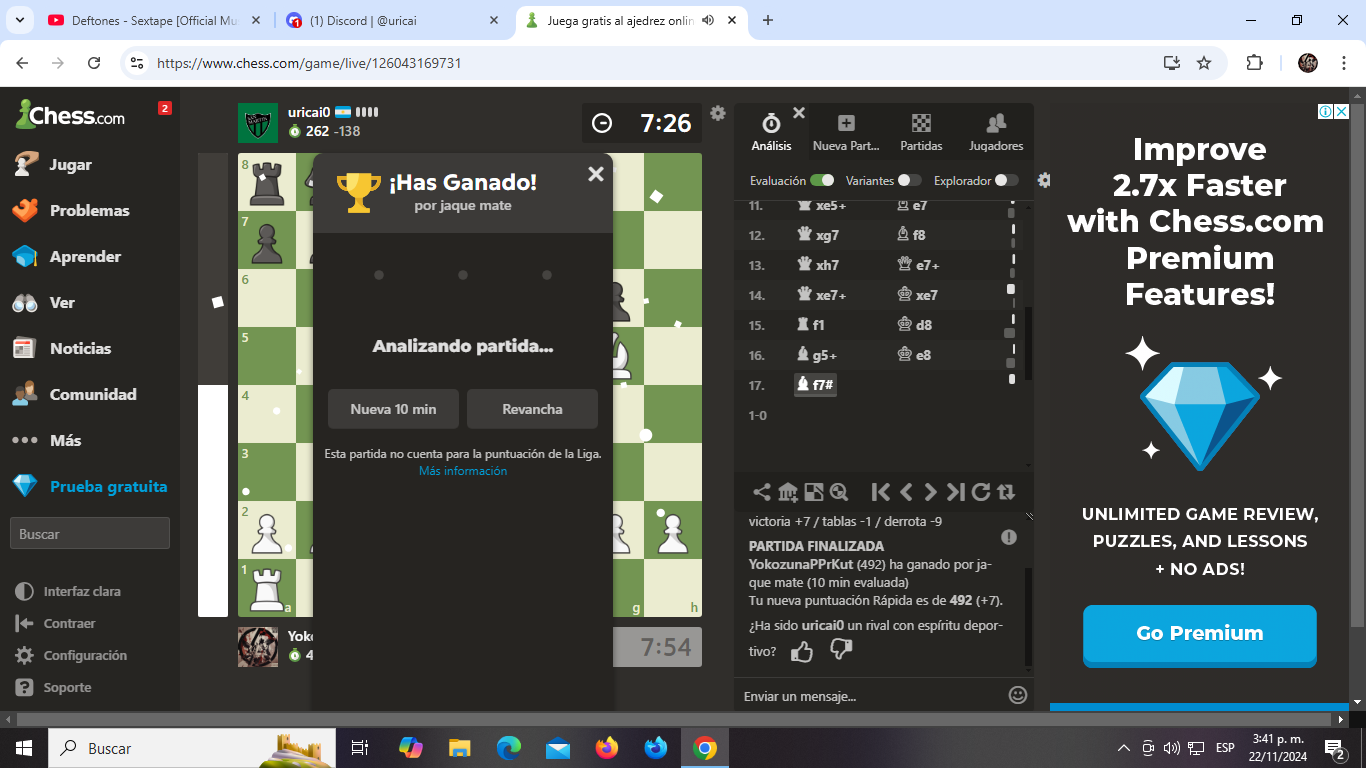 Deftones - Sextape [Official Mu
(1) Discord | @uricai
Juega gratis al ajedrez onlin
https://www.chess.com/game/live/126043169731
Chess.com
2
Jugar
Problemas
Aprender
Ver
Noticias
Comunidad
Más
Prueba gratuita
Buscar
Interfaz clara
Contraer
Configuración
Soporte
uricai0
262 -138
7:26
8
7
6
5
4
3
2
1
a
g
h
¡Has Ganado!
por jaque mate
Analizando partida...
Nueva 10 min
Revancha
Esta partida no cuenta para la puntuación de la Liga.
Más información
Yoko
4
7:54
Análisis
Nueva Part...
Partidas
Jugadores
Evaluación
Variantes
Explorador
11. xe5+ e7
12. xg7 f8
13. xh7 e7+
14. xe7+ xe7
15. f1 d8
16. g5+ e8
17. f7#
1-0
victoria +7 / tablas -1 / derrota -9
PARTIDA FINALIZADA
YokozunaPPrKut (492) ha ganado por ja-
que mate (10 min evaluada)
Tu nueva puntuación Rápida es de 492 (+7).
¿Ha sido uricai0 un rival con espíritu depor-
tivo?
Enviar un mensaje...
Improve
2.7x Faster
with Chess.com
Premium
Features!
UNLIMITED GAME REVIEW,
PUZZLES, AND LESSONS
+ NO ADS!
Go Premium
Buscar
ESP
3:41 p. m.
22/11/2024
2